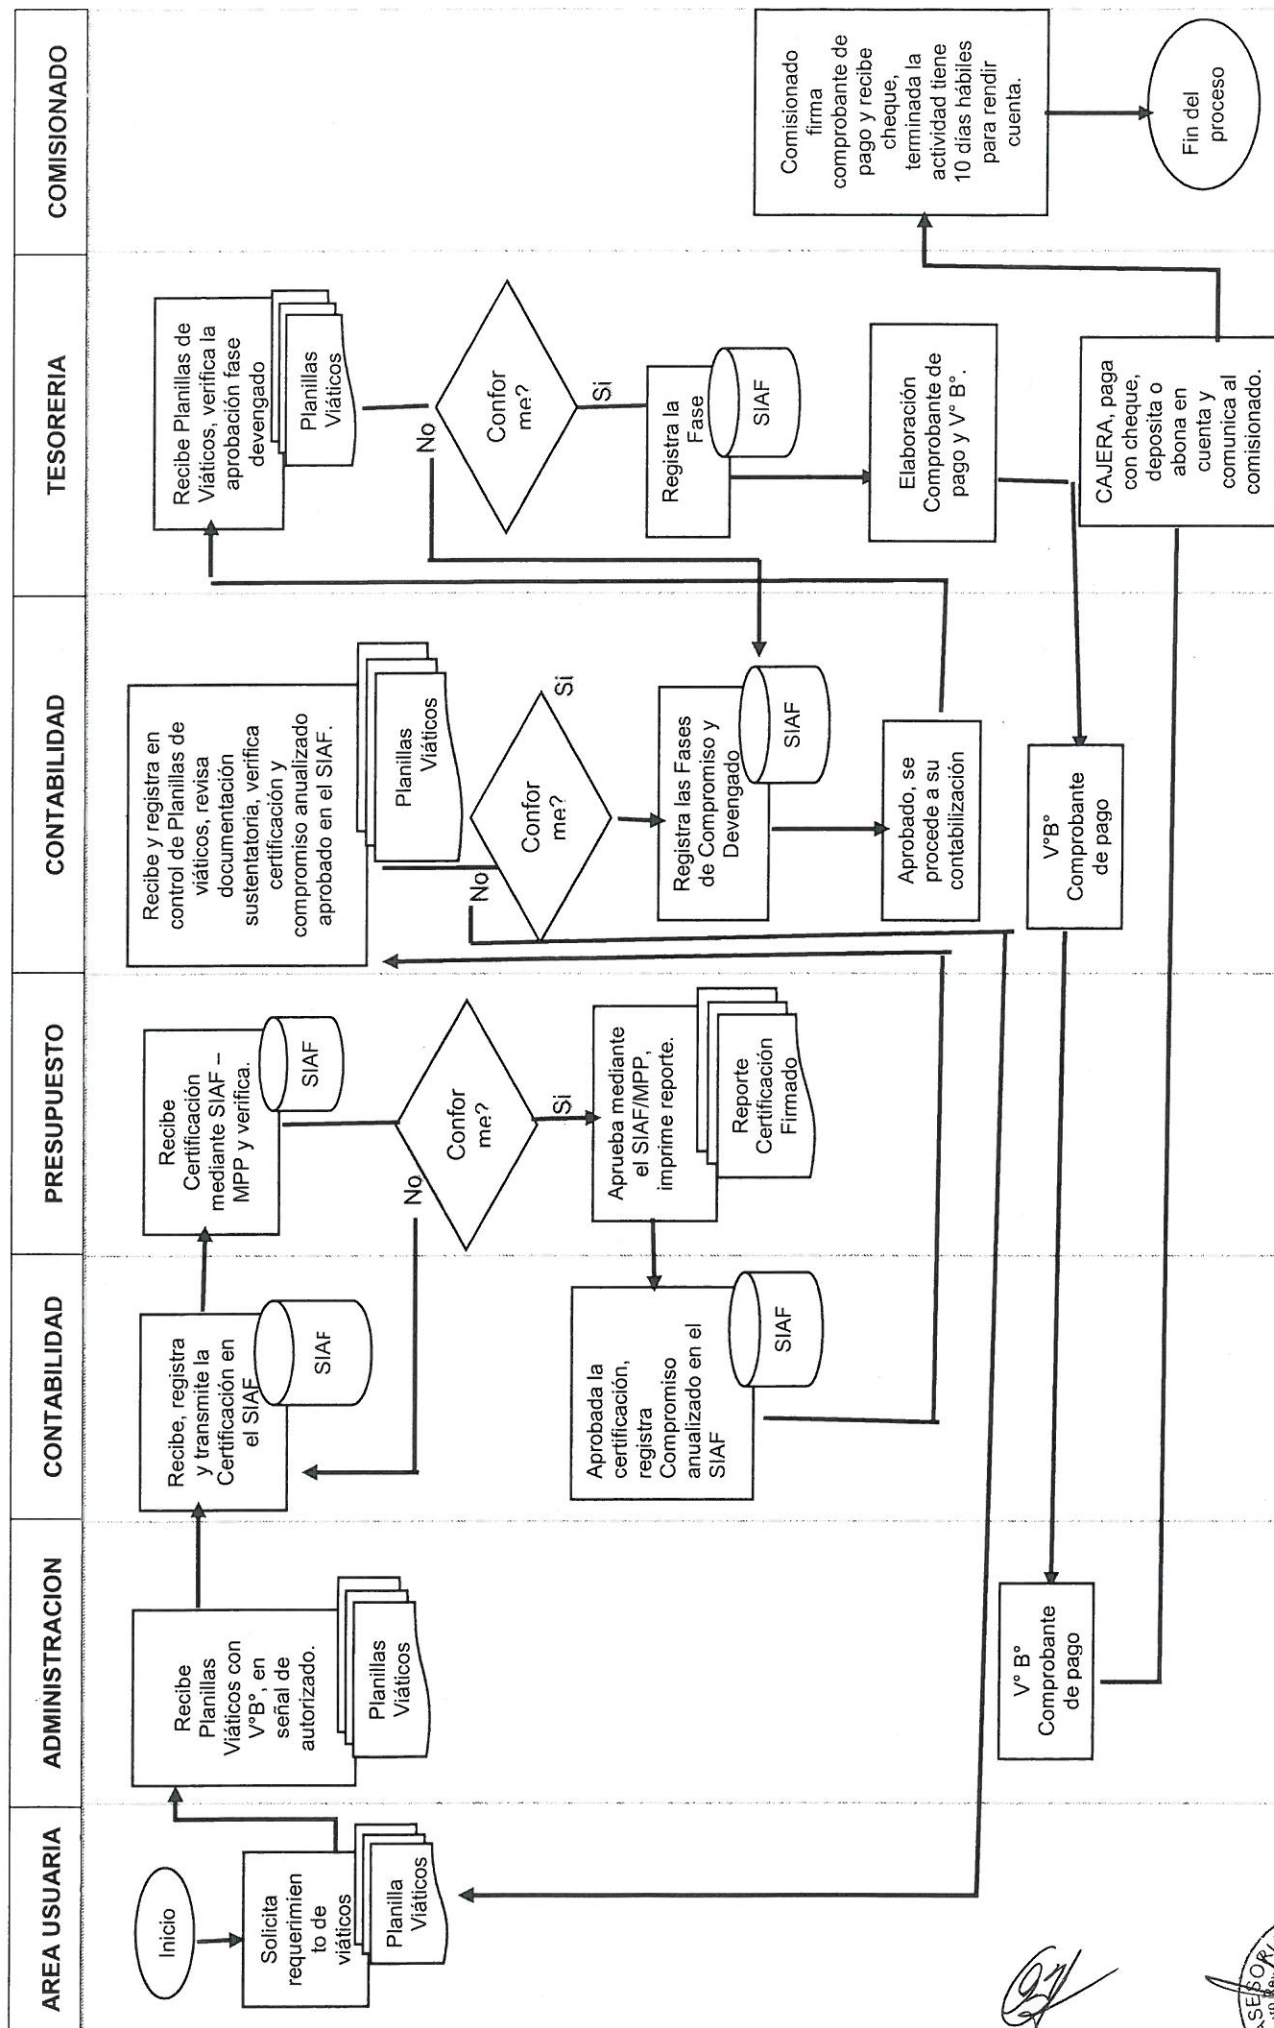 AREA USUARIA
ADMINISTRACION
CONTABILIDAD
PRESUPUESTO
CONTABILIDAD
TESORERIA
COMISIONADO
Inicio
Solicita
requerimien
to de
viáticos
Planilla
Viáticos
Recibe
Planillas
Viáticos con
V°B°, en
señal de
autorizado.
Planillas
Viáticos
Recibe, registra
y transmite la
Certificación en
el SIAF
SIAF
Recibe
Certificación
mediante SIAF –
MPP y verifica.
SIAF
Confor
me?
No
Si
Aprueba mediante
el SIAF/MPP,
imprime reporte.
Reporte
Certificación
Firmado
Aprobada la
certificación,
registra
Compromiso
anualizado en el
SIAF
SIAF
Recibe y registra en
control de Planillas de
viáticos, revisa
documentación
sustentatoria, verifica
certificación y
compromiso anualizado
aprobado en el SIAF.
Planillas
Viáticos
Confor
me?
No
Si
Registra las Fases
de Compromiso y
Devengado
SIAF
Aprobado, se
procede a su
contabilización
Recibe Planillas de
Viáticos, verifica la
aprobación fase
devengado
Planillas
Viáticos
Confor
me?
No
Si
Registra la
Fase
SIAF
Elaboración
Comprobante de
pago y V° B°.
V°B°
Comprobante
de pago
V° B°
Comprobante
de pago
CAJERA, paga
con cheque,
deposita o
abona en
cuenta y
comunica al
comisionado.
Comisionado
firma
comprobante de
pago y recibe
cheque,
terminada la
actividad tiene
10 días hábiles
para rendir
cuenta.
Fin del
proceso